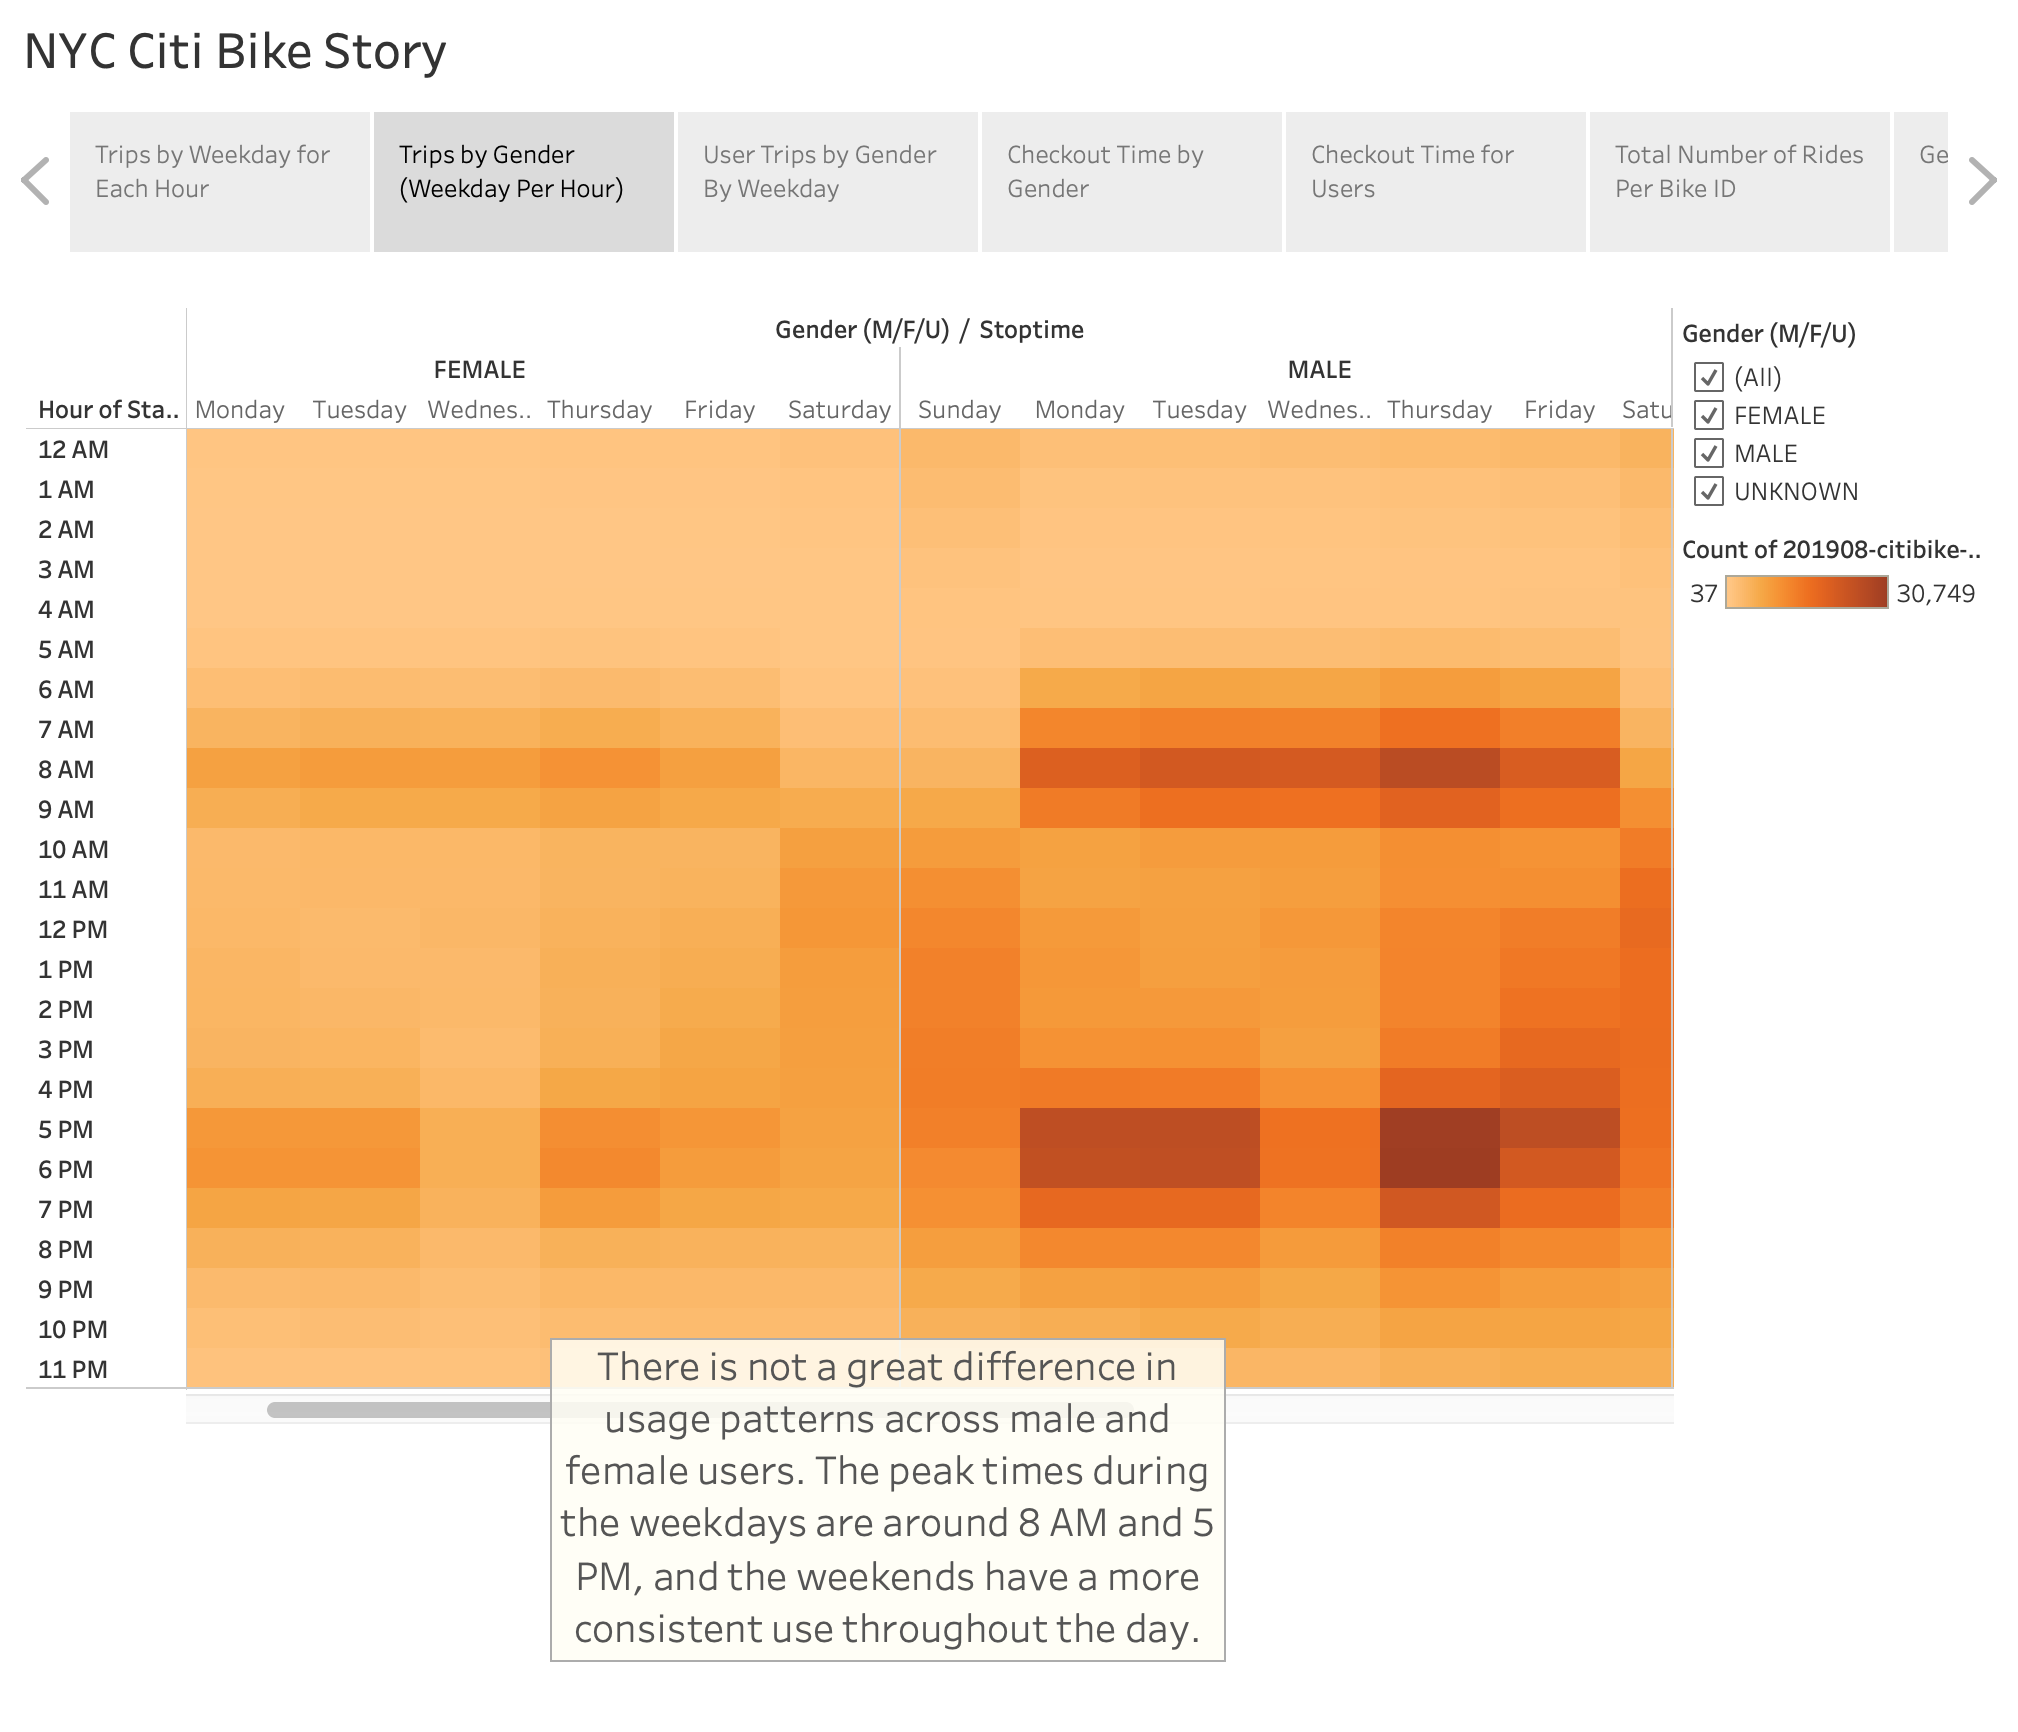 NYC Citi Bike Story
Trips by Weekday for
Each Hour
Trips by Gender
(Weekday Per Hour)
User Trips by Gender
By Weekday
Checkout Time by
Gender
Checkout Time for
Users
Total Number of Rides
Per Bike ID
Ge
Gender (M/F/U) / Stoptime
FEMALE MALE
Hour of Sta.. Monday Tuesday Wednes.. Thursday Friday Saturday Sunday Monday Tuesday Wednes.. Thursday Friday Satu
12 AM
1 AM
2 AM
3 AM
4 AM
5 AM
6 AM
7 AM
8 AM
9 AM
10 AM
11 AM
12 PM
1 PM
2 PM
3 PM
4 PM
5 PM
6 PM
7 PM
8 PM
9 PM
10 PM
11 PM
Gender (M/F/U)
(All)
FEMALE
MALE
UNKNOWN
Count of 201908-citibike-..
37 30,749
There is not a great difference in
usage patterns across male and
female users. The peak times during
the weekdays are around 8 AM and 5
PM, and the weekends have a more
consistent use throughout the day.